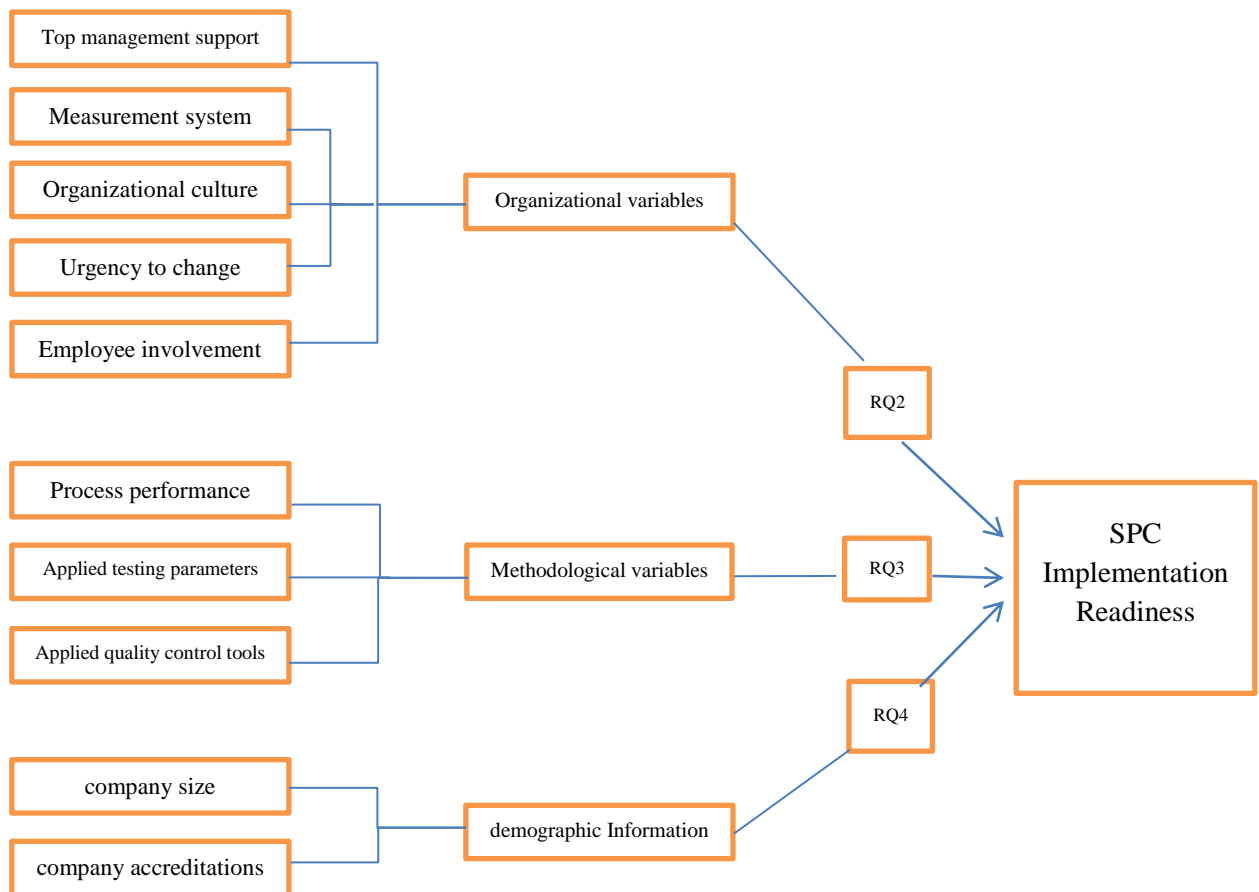 Top management support
Measurement system
Organizational culture
Urgency to change
Employee involvement
Organizational variables
RQ2
Process performance
Applied testing parameters
Applied quality control tools
Methodological variables
RQ3
SPC
Implementation
Readiness
company size
company accreditations
demographic Information
RQ4